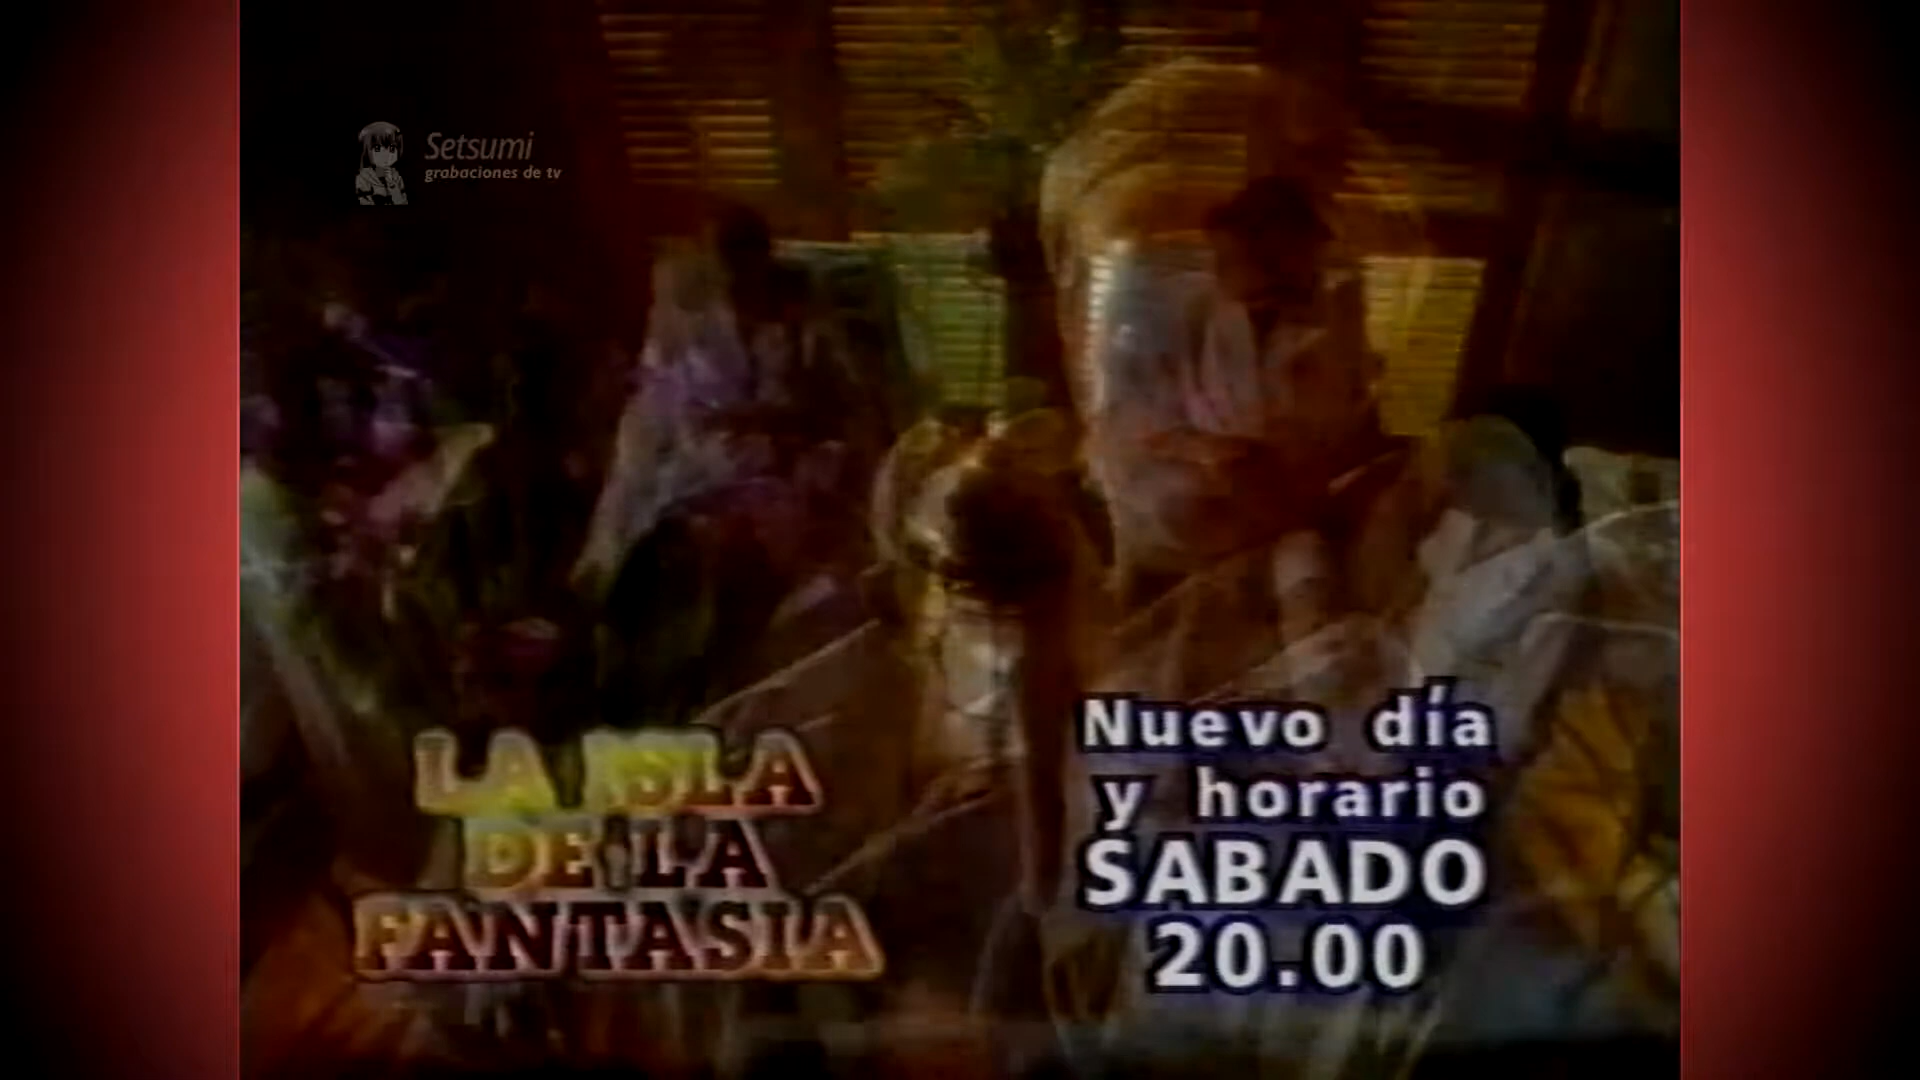 Setsumi
grabaciones de tv
LA ISLA
DE LA
FANTASIA
Nuevo día
y horario
SABADO
20.00